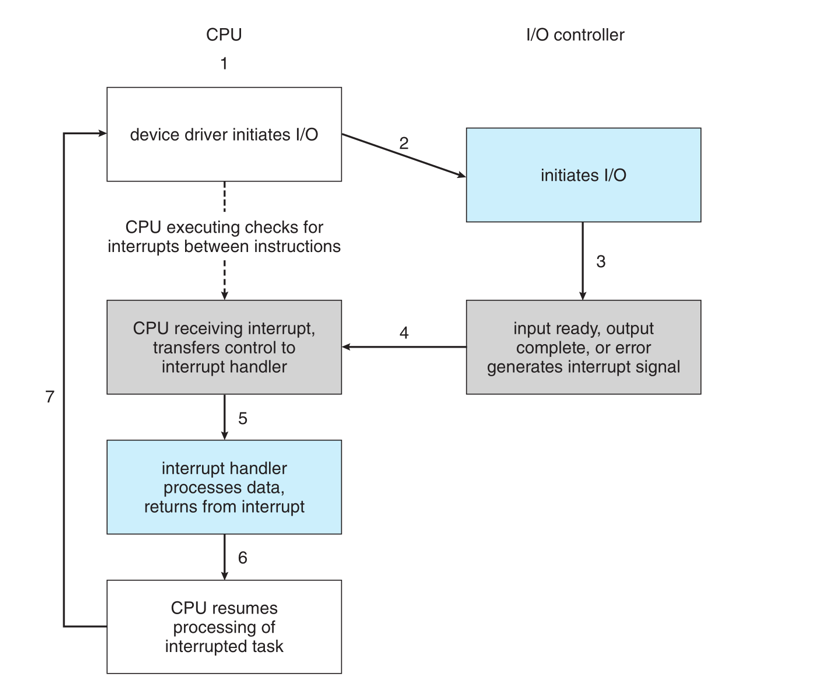 CPU
I/O controller
1
device driver initiates I/O
2
initiates I/O
CPU executing checks for
interrupts between instructions
3
CPU receiving interrupt,
transfers control to
interrupt handler
4
input ready, output
complete, or error
generates interrupt signal
7
5
interrupt handler
processes data,
returns from interrupt
6
CPU resumes
processing of
interrupted task